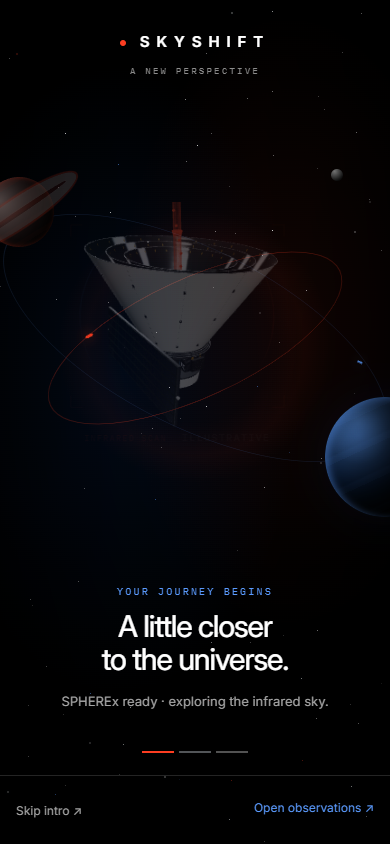 SKYSHIFT
A NEW PERSPECTIVE
YOUR JOURNEY BEGINS
A little closer
to the universe.
SPHEREx ready · exploring the infrared sky.
Skip intro ↗
Open observations ↗